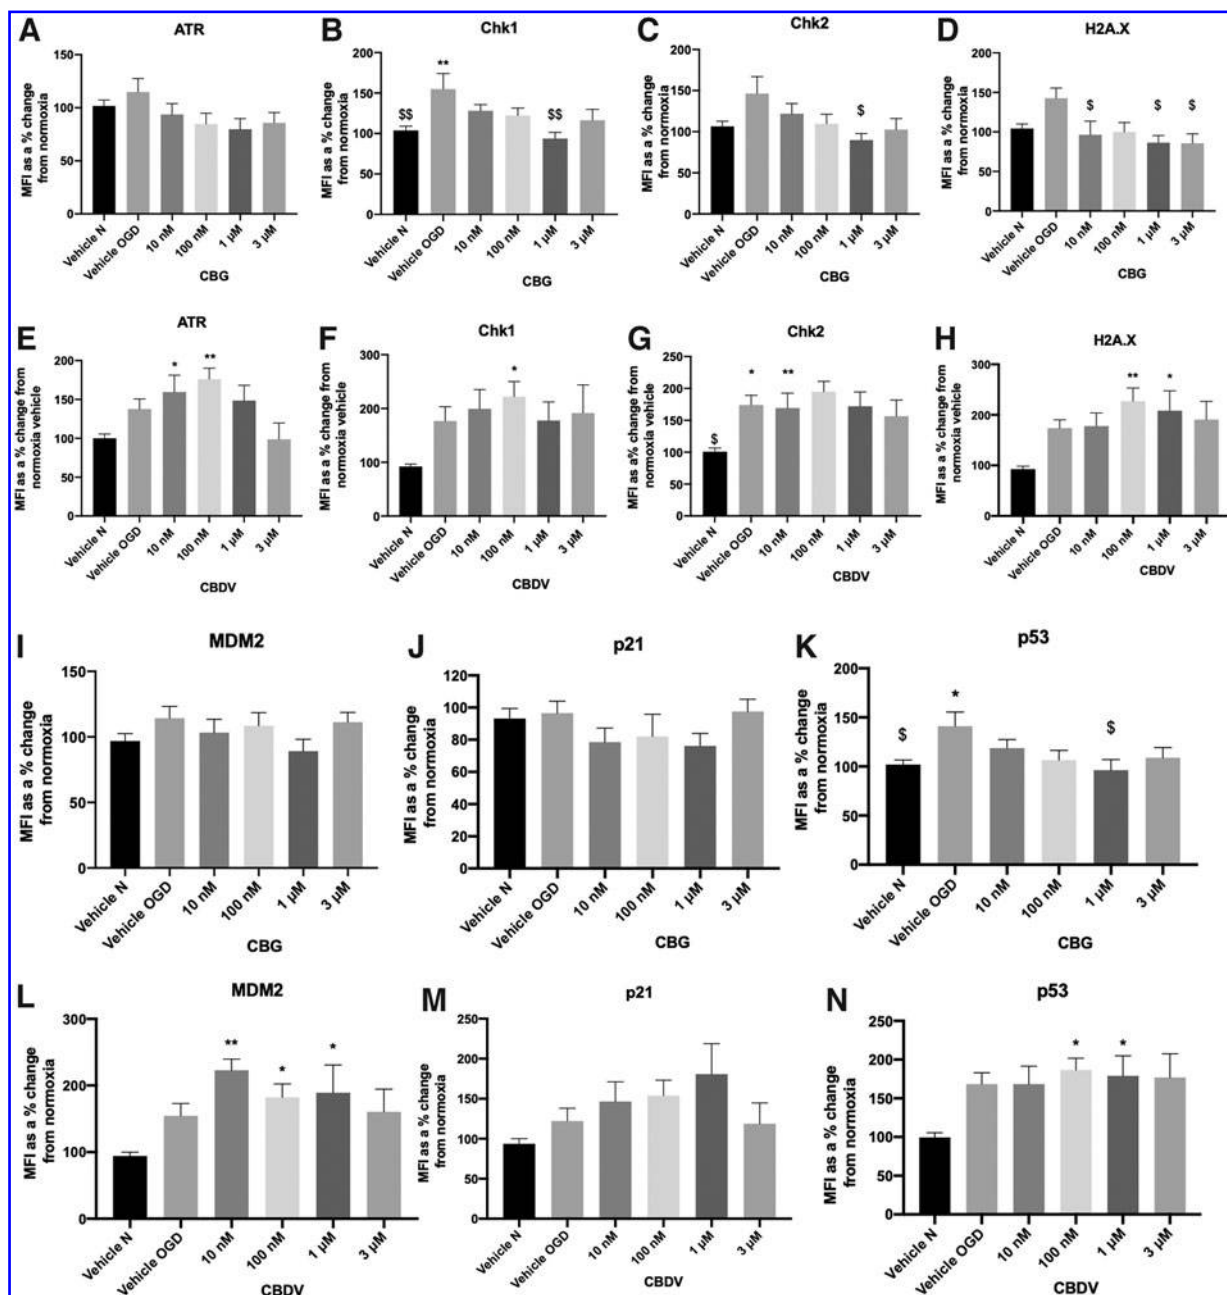 A
ATR
MFI as a % change
from normoxia
150
100
50
0
Vehicle N
Vehicle OGD
10 nM
100 nM
1 µM
3 µM
CBG
B
Chk1
MFI as a % change
from normoxia
200
150
100
50
0
$$
**
$$
Vehicle N
Vehicle OGD
10 nM
100 nM
1 µM
3 µM
CBG
C
Chk2
MFI as a % change
from normoxia
200
150
100
50
0
$
Vehicle N
Vehicle OGD
10 nM
100 nM
1 µM
3 µM
CBG
D
H2A.X
MFI as a % change
from normoxia
200
150
100
50
0
$
$
$
Vehicle N
Vehicle OGD
10 nM
100 nM
1 µM
3 µM
CBG
E
ATR
MFI as a % change from
normoxia vehicle
200
150
100
50
0
*
**
Vehicle N
Vehicle OGD
10 nM
100 nM
1 µM
3 µM
CBDV
F
Chk1
MFI as a % change from
normoxia vehicle
300
200
100
0
*
Vehicle N
Vehicle OGD
10 nM
100 nM
1 µM
3 µM
CBDV
G
Chk2
MFI as a% change from
normoxia vehicle
250
200
150
100
50
0
$
*
**
Vehicle N
Vehicle OGD
10 nM
100 nM
1 µM
3 µM
CBDV
H
H2A.X
MFI as a % change from
normoxia vehicle
300
200
100
0
**
*
Vehicle N
Vehicle OGD
10 nM
100 nM
1 µM
3 µM
CBDV
I
MDM2
MFI as a % change
from normoxia
150
100
50
0
Vehicle N
Vehicle OGD
10 nM
100 nM
1 µM
3 µM
CBG
J
p21
MFI as a % change
from normoxia
120
100
80
60
40
20
0
Vehicle N
Vehicle OGD
10 nM
100 nM
1 µM
3 µM
CBG
K
p53
MFI as a % change
from normoxia
200
150
100
50
0
$
*
$
Vehicle N
Vehicle OGD
10 nM
100 nM
1 µM
3 µM
CBG
L
MDM2
MFI as a % change
from normoxia
300
200
100
0
**
*
*
Vehicle N
Vehicle OGD
10 nM
100 nM
1 µM
3 µM
CBDV
M
p21
MFI as a % change
from normoxia
250
200
150
100
50
0
Vehicle N
Vehicle OGD
10 nM
100 nM
1 µM
3 µM
CBDV
N
p53
MFI as a % change
from normoxia
250
200
150
100
50
0
*
*
Vehicle N
Vehicle OGD
10 nM
100 nM
1 µM
3 µM
CBDV